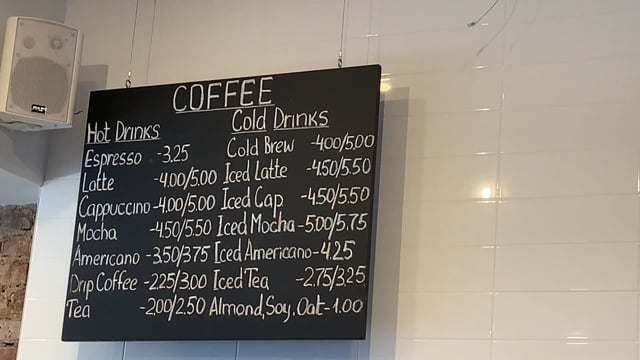 COFFEE
Hot Drinks
Espresso -3.25
Latte -4.00/5.00
Cappuccino -4.00/5.00
Mocha -4.50/5.50
Americano -3.50/3.75
Drip Coffee -2.25/3.00
Tea -2.00/2.50
Cold Drinks
Cold Brew -4.00/5.00
Iced Latte -4.50/5.50
Iced Cap -4.50/5.50
Iced Mocha -5.00/5.75
Iced Americano -4.25
Iced Tea -2.75/3.25
Almond, Soy, Oat -1.00
PYLE